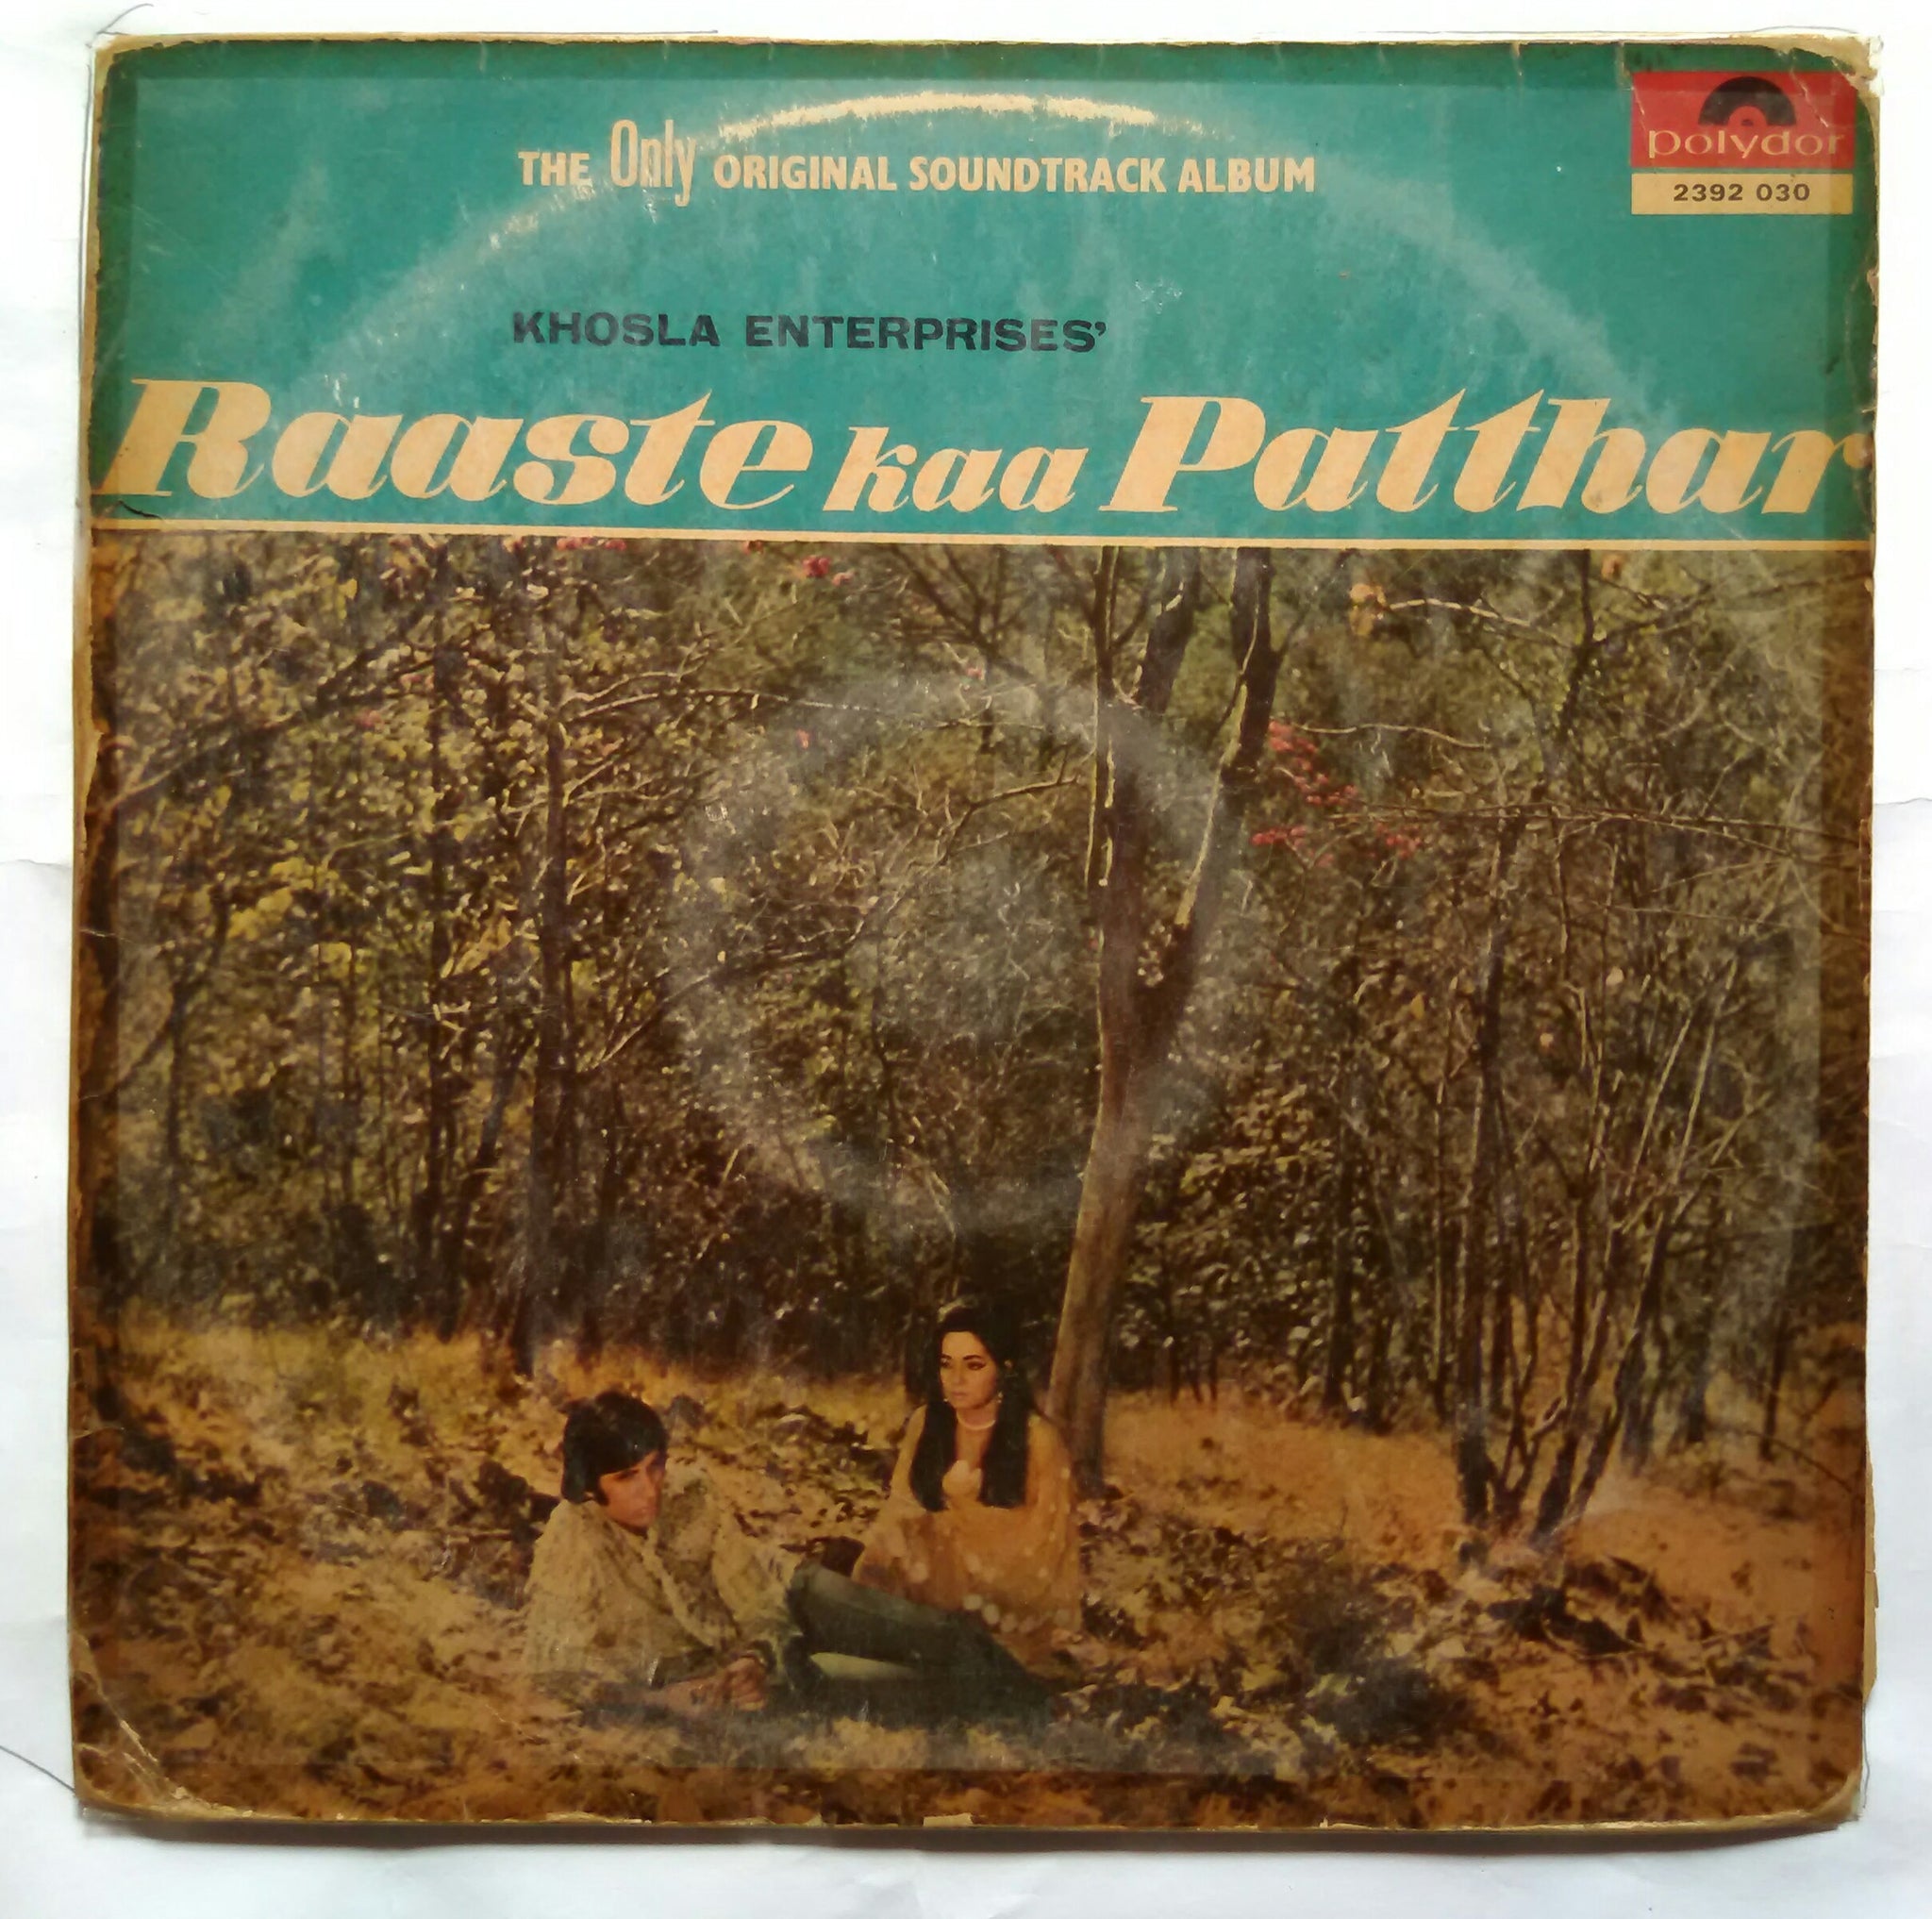 THE Only ORIGINAL SOUNDTRACK ALBUM
polydor
2392 030
KHOSLA ENTERPRISES'
Raaste kaa Patthar